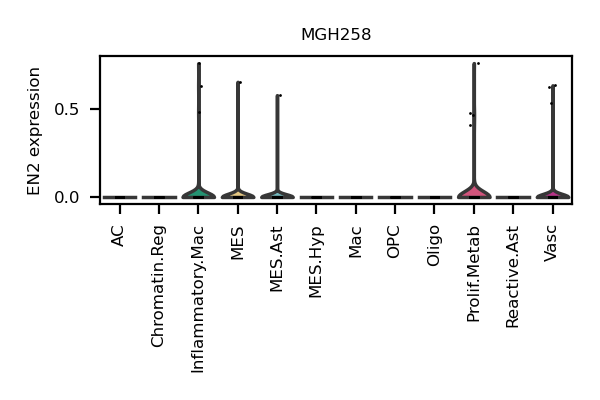 MGH258
EN2 expression
0.5
0.0
AC
Chromatin.Reg
Inflammatory.Mac
MES
MES.Ast
MES.Hyp
Mac
OPC
Oligo
Prolif.Metab
Reactive.Ast
Vasc